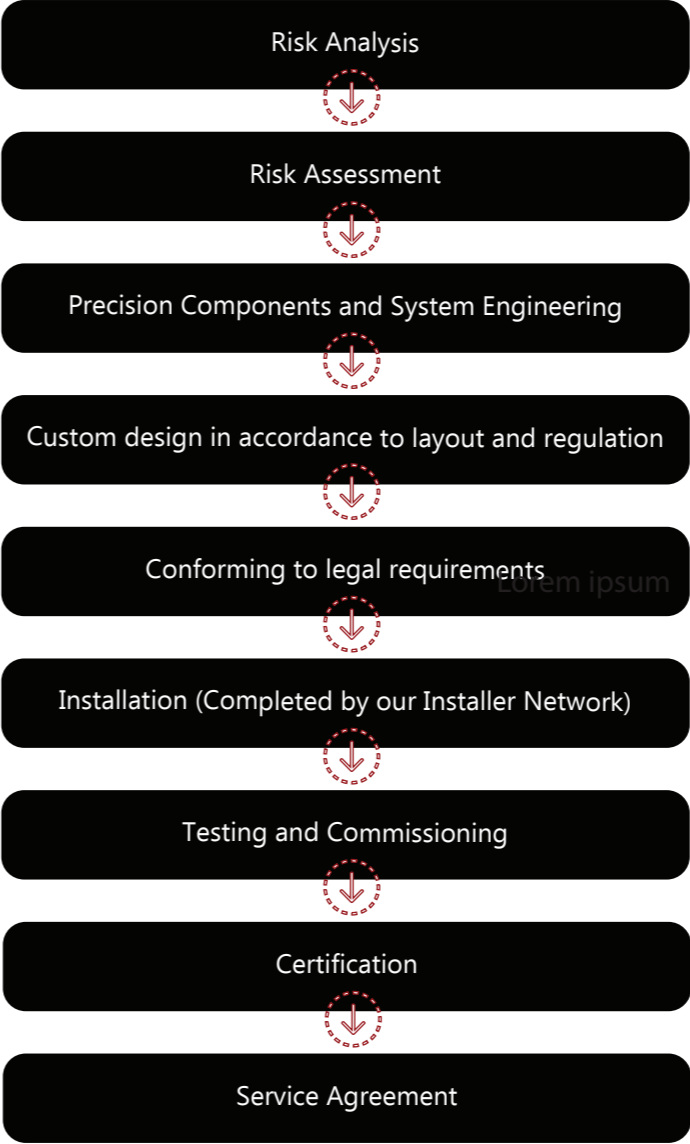 Risk Analysis
Risk Assessment
Precision Components and System Engineering
Custom design in accordance to layout and regulation
Conforming to legal requirements
Lorem ipsum
Installation (Completed by our Installer Network)
Testing and Commissioning
Certification
Service Agreement